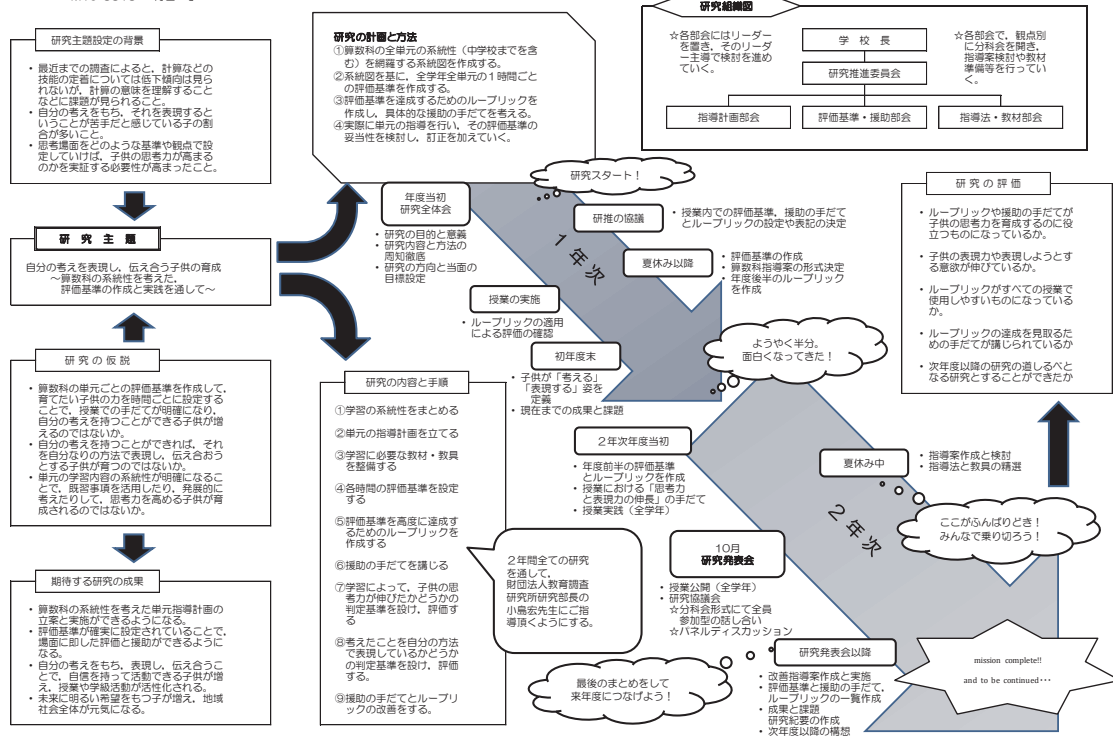 研究主題設定の背景
• 最近までの調査によると，計算などの
技能の定着については低下傾向は見ら
れないが，計算の意味を理解すること
などに課題が見られること。
• 自分の考えをもち，それを表現すると
いうことが苦手だと感じている子の割
合が多いこと。
• 思考場面をどのような基準や観点で設
定していけば，子供の思考力が高まる
のかを実証する必要性が高まったこと。
研 究 主 題
自分の考えを表現し，伝え合う子供の育成
～算数科の系統性を考えた，
評価基準の作成と実践を通して～
研 究 の 仮 説
• 算数科の単元ごとの評価基準を作成して，
育てたい子供の力を時間ごとに設定する
ことで，授業での手だてが明確になり，
自分の考えを持つことができる子供が増
えるのではないか。
• 自分の考えを持つことができれば，それ
を自分なりの方法で表現し，伝え合おう
とする子供が育つのではないか。
• 単元の学習内容の系統性が明確になるこ
とで，既習事項を活用したり，発展的に
考えたりして，思考力を高める子供が育
成されるのではないか。
期待する研究の成果
• 算数科の系統性を考えた単元指導計画の
立案と実施ができるようになる。
• 評価基準が確実に設定されていることで，
場面に即した評価と援助ができるように
なる。
• 自分の考えをもち，表現し，伝え合うこ
とで，自信を持って活動できる子供が増
え，授業や学級活動が活性化される。
• 未来に明るい希望をもつ子が増え，地域
社会全体が元気になる。
研究の計画と方法
①算数科の全単元の系統性（中学校までを含
む）を網羅する系統図を作成する。
②系統図を基に，全学年全単元の１時間ごと
の評価基準を作成する。
③評価基準を達成するためのルーブリックを
作成し，具体的な援助の手だてを考える。
④実際に単元の指導を行い，その評価基準の
妥当性を検討し，訂正を加えていく。
研究組織図
☆各部会にはリーダー
を置き，そのリーダ
ー主導で検討を進め
ていく。
学 校 長
研究推進委員会
指導計画部会
評価基準・援助部会
指導法・教材部会
☆各部会で，観点別
に分科会を開き，
指導案検討や教材
準備等を行ってい
く。
研究スタート！
年度当初
研究全体会
• 研究の目的と意義
• 研究内容と方法の
周知徹底
• 研究の方向と当面の
目標設定
１年次
研推の協議
• 授業内での評価基準，援助の手だて
とルーブリックの設定や表記の決定
夏休み以降
• 評価基準の作成
• 算数科指導案の形式決定
• 年度後半のルーブリック
を作成
授業の実施
• ルーブリックの適用
による評価の確認
初年度末
• 子供が「考える」
「表現する」姿を
定義
• 現在までの成果と課題
ようやく半分。
面白くなってきた！
研究の内容と手順
①学習の系統性をまとめる
②単元の指導計画を立てる
③学習に必要な教材・教具
を整備する
④各時間の評価基準を設定
する
⑤評価基準を高度に達成す
るためのルーブリックを
作成する
⑥援助の手だてを講じる
⑦学習によって，子供の思
考力が伸びたかどうかの
判定基準を設け，評価す
る
⑧考えたことを自分の方法
で表現しているかどうか
の判定基準を設け，評価
する。
⑨援助の手だてとルーブリ
ックの改善をする。
２年間全ての研究
を通して，
財団法人教育調査
研究所研究部長の
小島宏先生にご指
導頂くようにする。
２年次年度当初
• 年度前半の評価基準
とルーブリックを作成
• 授業における「思考力
と表現力の伸長」の手だて
• 授業実践（全学年）
２年次
夏休み中
• 指導案作成と検討
• 指導法と教具の精選
ここがふんばりどき！
みんなで乗り切ろう！
10月
研究発表会
• 授業公開（全学年）
• 研究協議会
☆分科会形式にて全員
参加型の話し合い
☆パネルディスカッション
研究発表会以降
• 改善指導案作成と実施
• 評価基準と援助の手だて，
ルーブリックの一覧作成
• 成果と課題
研究紀要の作成
• 次年度以降の構想
最後のまとめをして
来年度につなげよう！
mission complete!!
and to be continued･･･
研 究 の 評 価
• ルーブリックや援助の手だてが
子供の思考力を育成するのに役
立つものになっているか。
• 子供の表現力や表現しようとす
る意欲が伸びているか。
• ルーブリックがすべての授業で
使用しやすいものになっている
か。
• ルーブリックの達成を見取るた
めの手だてが講じられているか
• 次年度以降の研究の道しるべと
なる研究とすることができたか